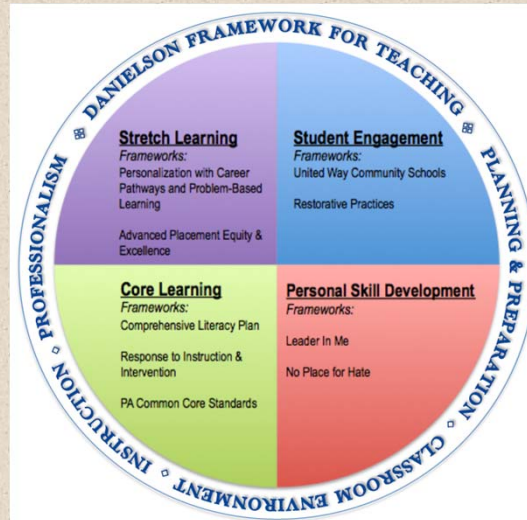 DANIELSON FRAMEWORK FOR TEACHING
PLANNING & PREPARATION
CLASSROOM ENVIRONMENT
INSTRUCTION
PROFESSIONALISM
Stretch Learning
Frameworks:
Personalization with Career
Pathways and Problem-Based
Learning
Advanced Placement Equity &
Excellence
Student Engagement
Frameworks:
United Way Community Schools
Restorative Practices
Core Learning
Frameworks:
Comprehensive Literacy Plan
Response to Instruction &
Intervention
PA Common Core Standards
Personal Skill Development
Frameworks:
Leader In Me
No Place for Hate